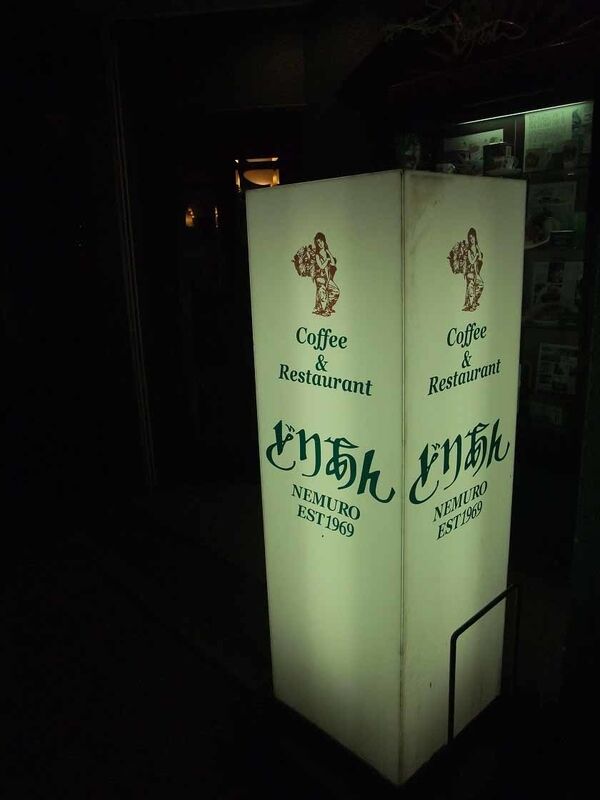 Coffee
&
Restaurant
どりあん
NEMURO
EST1969
Coffee
&
Restaurant
どりあん
NEMURO
EST1969